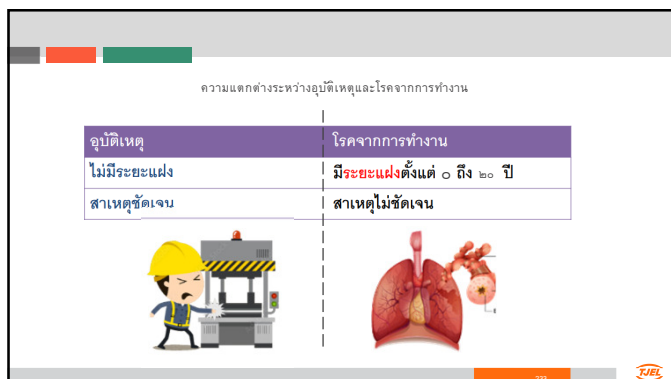 ความแตกต่างระหว่างอุบัติเหตุและโรคจากการทำงาน
อุบัติเหตุ โรคจากการทำงาน
ไม่มีระยะแฝง มีระยะแฝงตั้งแต่ ๐ ถึง ๒๐ ปี
สาเหตุชัดเจน สาเหตุไม่ชัดเจน
TJEL